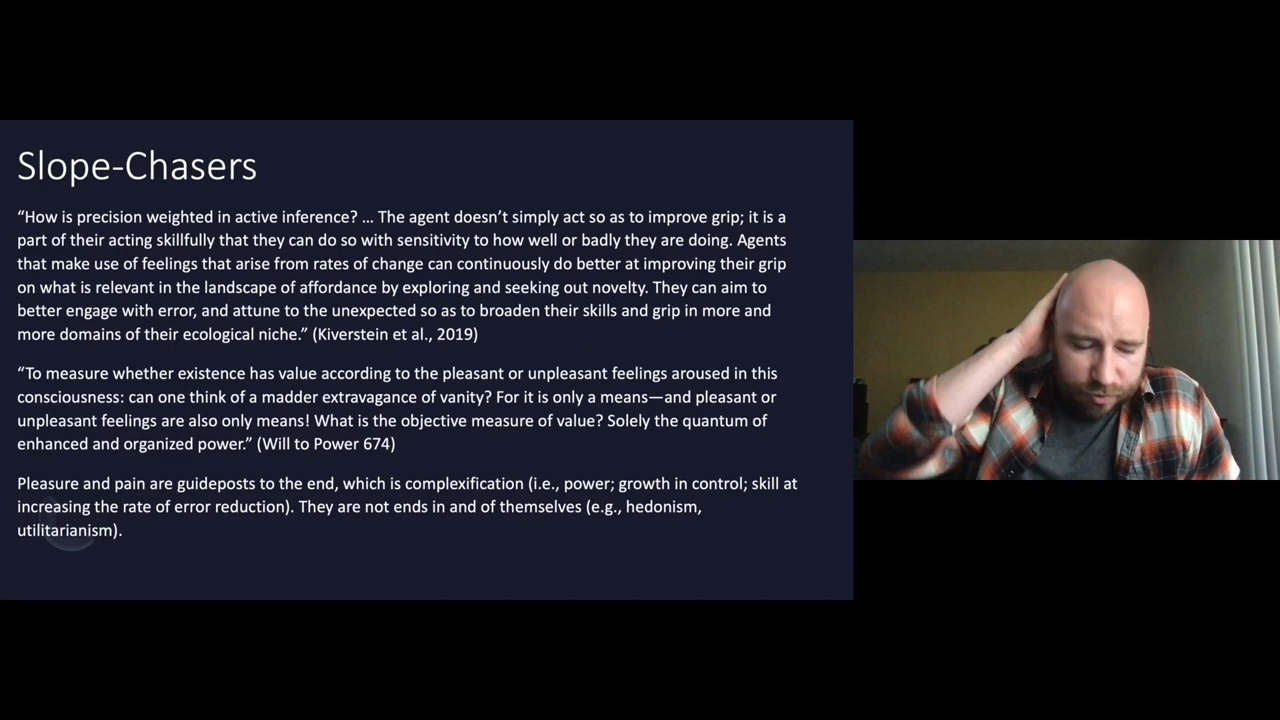 Slope-Chasers
“How is precision weighted in active inference? ... The agent doesn’t simply act so as to improve grip; it is a
part of their acting skillfully that they can do so with sensitivity to how well or badly they are doing. Agents
that make use of feelings that arise from rates of change can continuously do better at improving their grip
on what is relevant in the landscape of affordance by exploring and seeking out novelty. They can aim to
better engage with error, and attune to the unexpected so as to broaden their skills and grip in more and
more domains of their ecological niche.” (Kiverstein et al., 2019)
“To measure whether existence has value according to the pleasant or unpleasant feelings aroused in this
consciousness: can one think of a madder extravagance of vanity? For it is only a means—and pleasant or
unpleasant feelings are also only means! What is the objective measure of value? Solely the quantum of
enhanced and organized power.” (Will to Power 674)
Pleasure and pain are guideposts to the end, which is complexification (i.e., power; growth in control; skill at
increasing the rate of error reduction). They are not ends in and of themselves (e.g., hedonism,
utilitarianism).